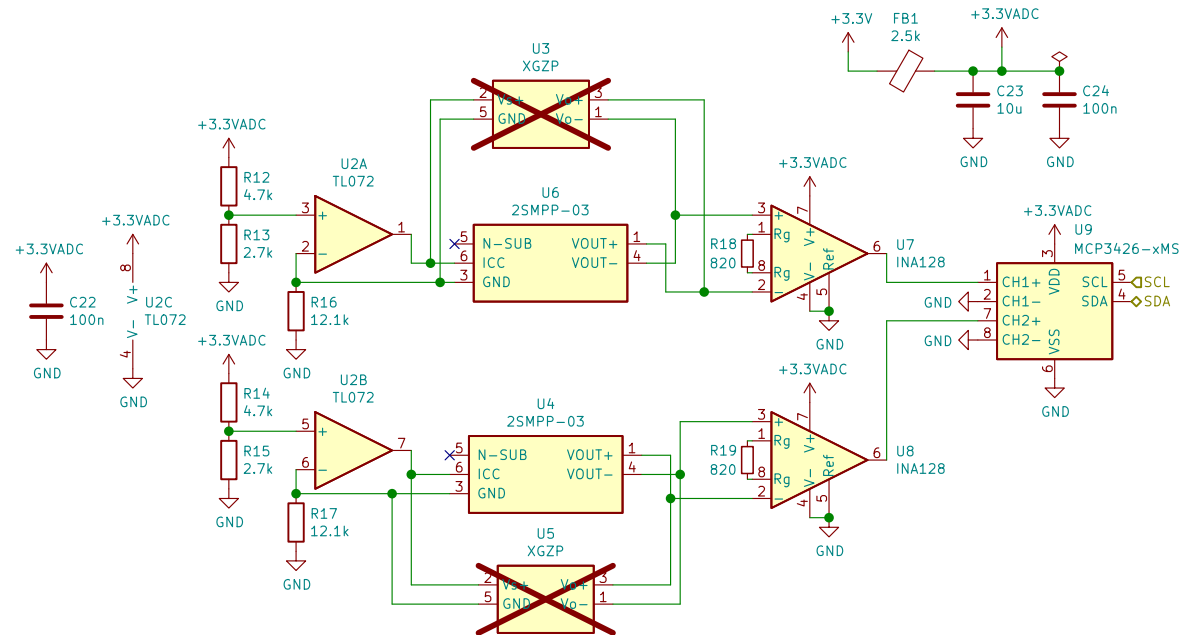 +3.3V
FB1
2.5k
+3.3VADC
C23
10u
C24
100n
GND
GND
U3
XGZP
2
Vs+
5
GND
3
Vo+
1
Vo-
+3.3VADC
R12
4.7k
R13
2.7k
GND
U2A
TL072
3
+
2
-
1
R16
12.1k
GND
U6
2SMPP-03
5
N-SUB
6
ICC
3
GND
VOUT+
1
VOUT-
4
+3.3VADC
3
+
1
Rg
R18
820
8
Rg
2
-
7
V+
V-
4
Ref
5
6
U7
INA128
GND
+3.3VADC
U9
MCP3426-xMS
3
VDD
1
CH1+
GND
2
CH1-
7
CH2+
GND
8
CH2-
SCL
5
SCL
SDA
4
SDA
VSS
6
GND
+3.3VADC
C22
100n
GND
+3.3VADC
8
V+
U2C
TL072
V-
4
GND
+3.3VADC
R14
4.7k
R15
2.7k
GND
U2B
TL072
5
+
6
-
7
R17
12.1k
GND
U4
2SMPP-03
5
N-SUB
6
ICC
3
GND
VOUT+
1
VOUT-
4
U5
XGZP
2
Vs+
5
GND
3
Vo+
1
Vo-
+3.3VADC
3
+
1
Rg
R19
820
8
Rg
2
-
7
V+
V-
4
Ref
5
6
U8
INA128
GND